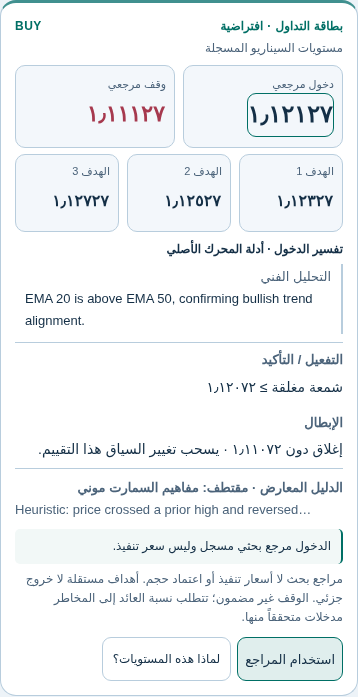 بطاقة التداول · افتراضية
BUY
مستويات السيناريو المسجلة
دخول مرجعي
١٫١٢١٢٧
وقف مرجعي
١٫١١١٢٧
الهدف 1
١٫١٢٣٢٧
الهدف 2
١٫١٢٥٢٧
الهدف 3
١٫١٢٧٢٧
تفسير الدخول · أدلة المحرك الأصلي
التحليل الفني
EMA 20 is above EMA 50, confirming bullish trend
alignment.
التفعيل / التأكيد
شمعة مغلقة ≥ ١٫١٢٠٧٢
الإبطال
إغلاق دون ١٫١١٠٧٢ · يسحب تغيير السياق هذا التقييم.
الدليل المعارض · مقتطف: مفاهيم السمارت موني
Heuristic: price crossed a prior high and reversed…
الدخول مرجع بحثي مسجل وليس سعر تنفيذ.
مراجع بحث لا أسعار تنفيذ أو اعتماد حجم. أهداف مستقلة لا خروج
جزئي. الوقف غير مضمون؛ تتطلب نسبة العائد إلى المخاطر
مدخلات متحققاً منها.
استخدام المراجع
لماذا هذه المستويات؟